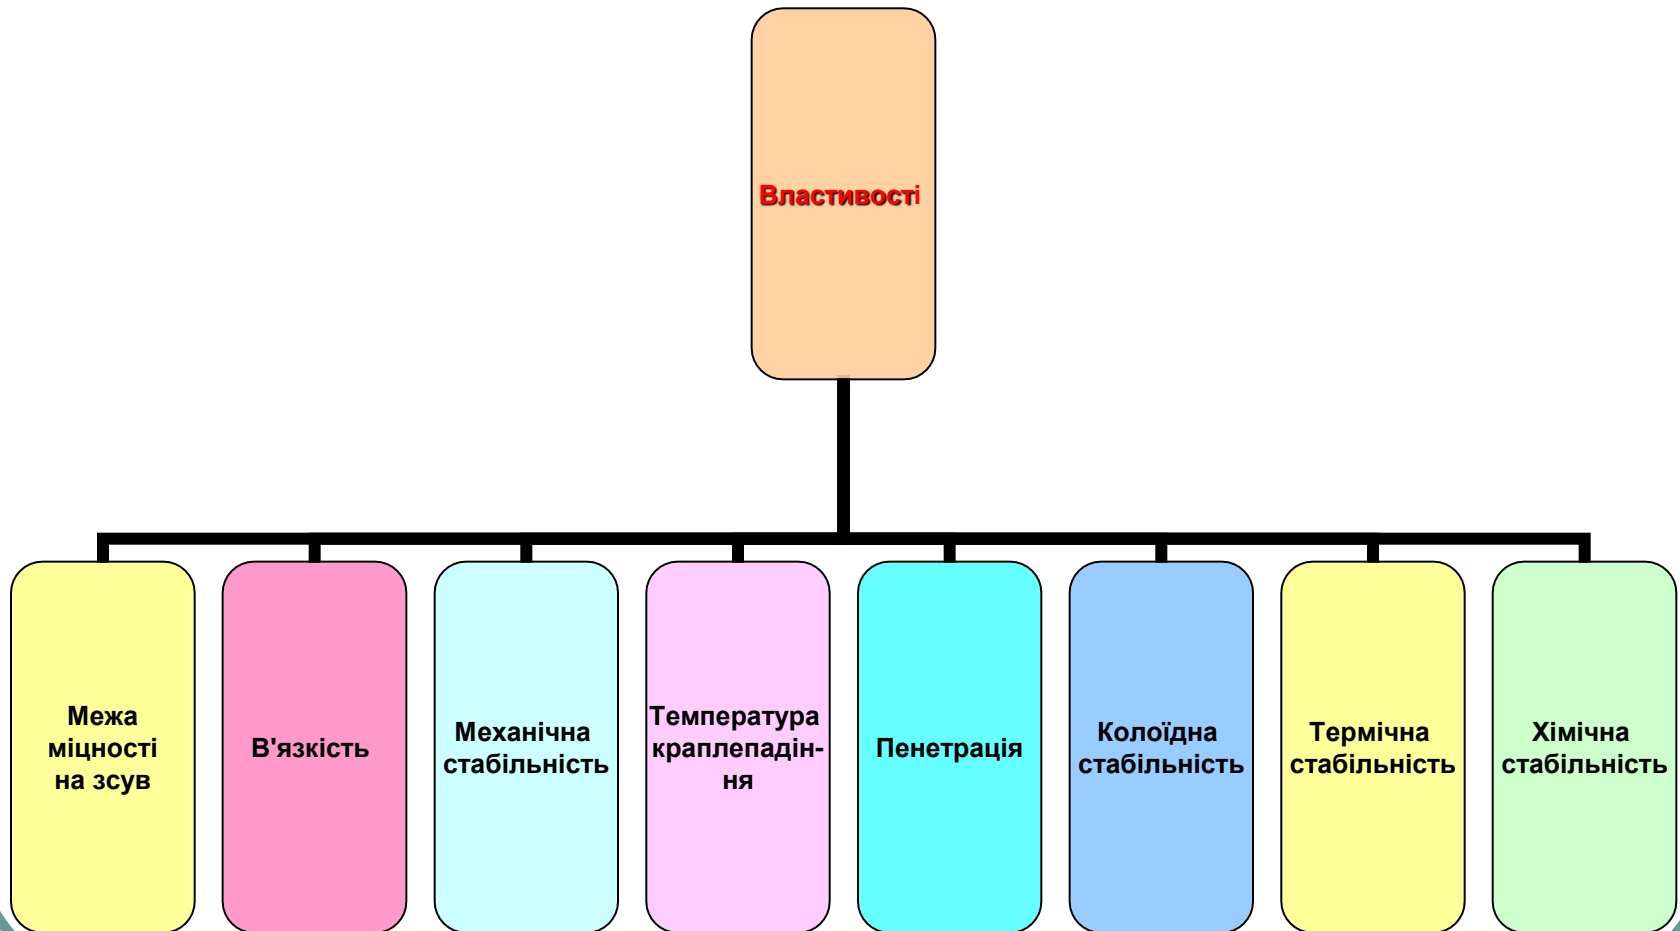 Властивості
Межа
міцності
на зсув
В'язкість
Механічна
стабільність
Температура
краплепадін-
ня
Пенетрація
Колоїдна
стабільність
Термічна
стабільність
Хімічна
стабільність